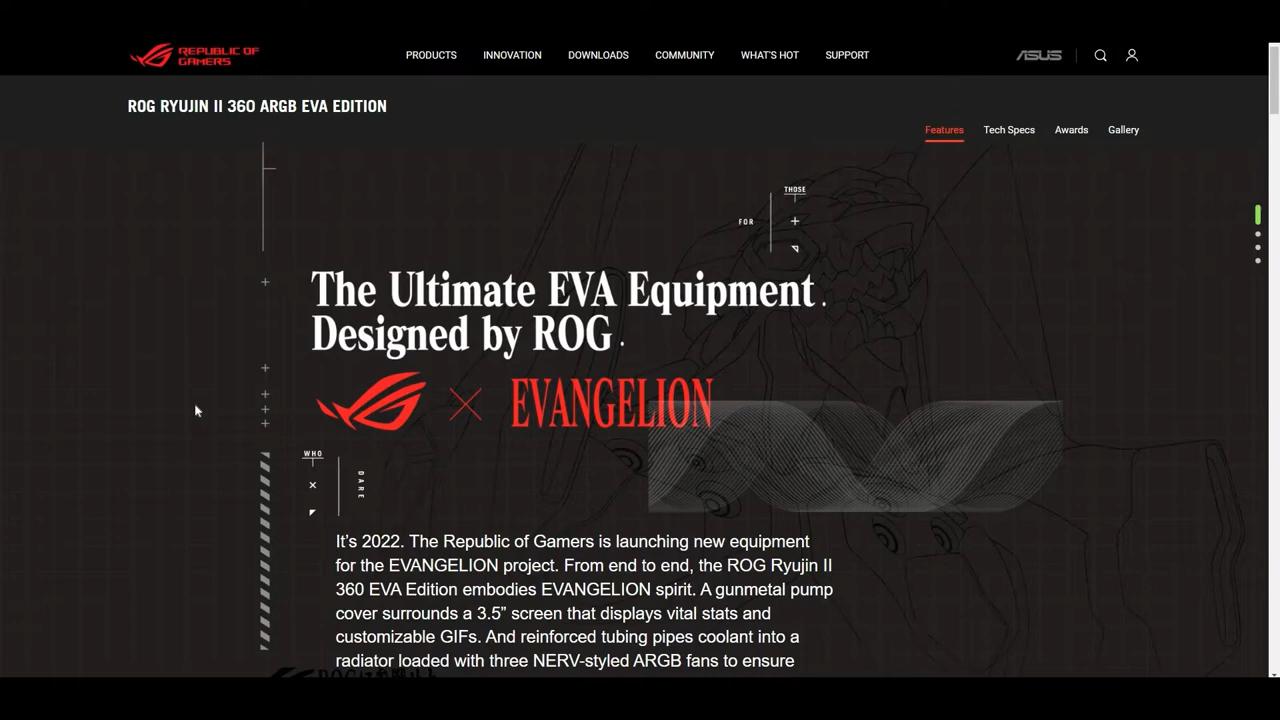 REPUBLIC OF
GAMERS
PRODUCTS
INNOVATION
DOWNLOADS
COMMUNITY
WHAT'S HOT
SUPPORT
ASUS
ROG RYUJIN II 360 ARGB EVA EDITION
Features
Tech Specs
Awards
Gallery
THOSE
FOR
The Ultimate EVA Equipment.
Designed by ROG.
EVANGELION
WHO
DARE
It's 2022. The Republic of Gamers is launching new equipment
for the EVANGELION project. From end to end, the ROG Ryujin II
360 EVA Edition embodies EVANGELION spirit. A gunmetal pump
cover surrounds a 3.5” screen that displays vital stats and
customizable GIFs. And reinforced tubing pipes coolant into a
radiator loaded with three NERV-styled ARGB fans to ensure